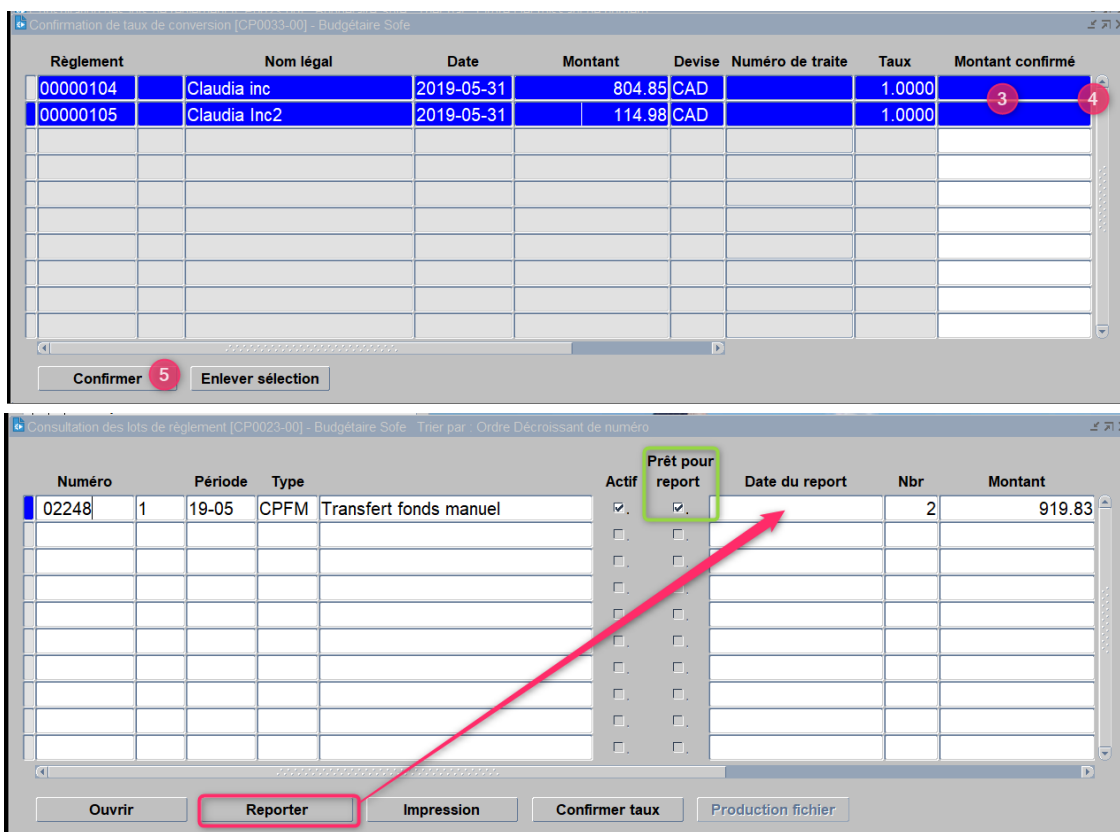 Confirmation de taux de conversion [CP0033-00] - Budgétaire Sofe
Règlement Nom légal Date Montant Devise Numéro de traite Taux Montant confirmé
00000104 Claudia inc 2019-05-31 804.85 CAD 1.0000 3 4
00000105 Claudia Inc2 2019-05-31 114.98 CAD 1.0000
Confirmer 5 Enlever sélection
Consultation des lots de règlement [CP0023-00] - Budgétaire Sofe Trier par : Ordre Décroissant de numéro
Numéro Période Type Actif Prêt pour report Date du report Nbr Montant
02248 1 19-05 CPFM Transfert fonds manuel 2 919.83
Ouvrir Reporter Impression Confirmer taux Production fichier